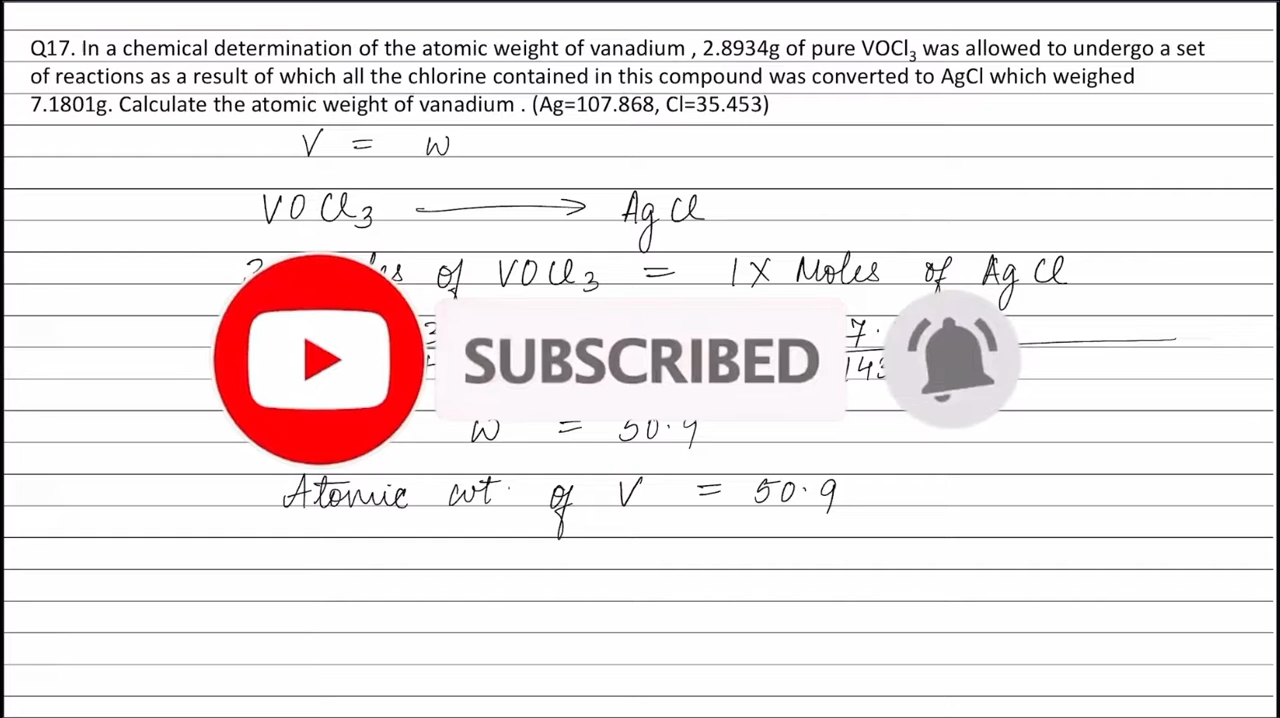 Q17. In a chemical determination of the atomic weight of vanadium , 2.8934g of pure VOCl₃ was allowed to undergo a set
of reactions as a result of which all the chlorine contained in this compound was converted to AgCl which weighed
7.1801g. Calculate the atomic weight of vanadium . (Ag=107.868, Cl=35.453)
V = w
VOCl₃ ⟶ AgCl
of VOCl₃ = 1X Moles of AgCl
SUBSCRIBED
w = 50.9
Atomic wt. of V = 50.9